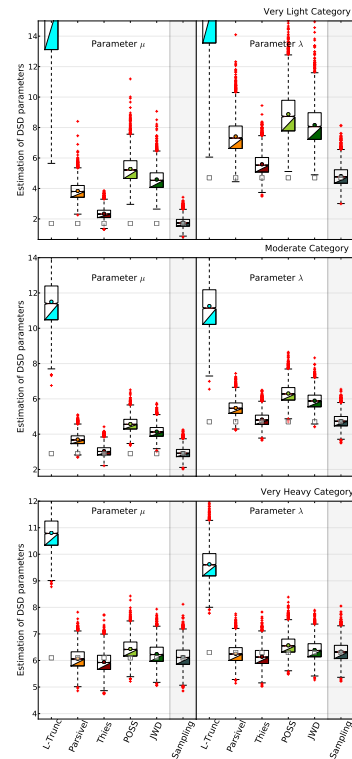 Very Light Category
Parameter μ
Parameter λ
Estimation of DSD parameters
14
12
10
8
6
4
2
Moderate Category
Parameter μ
Parameter λ
Estimation of DSD parameters
14
12
10
8
6
4
2
Very Heavy Category
Parameter μ
Parameter λ
Estimation of DSD parameters
12
11
10
9
8
7
6
5
4
L-Trunc
Parsivel
Thies
POSS
JWD
Sampling
L-Trunc
Parsivel
Thies
POSS
JWD
Sampling